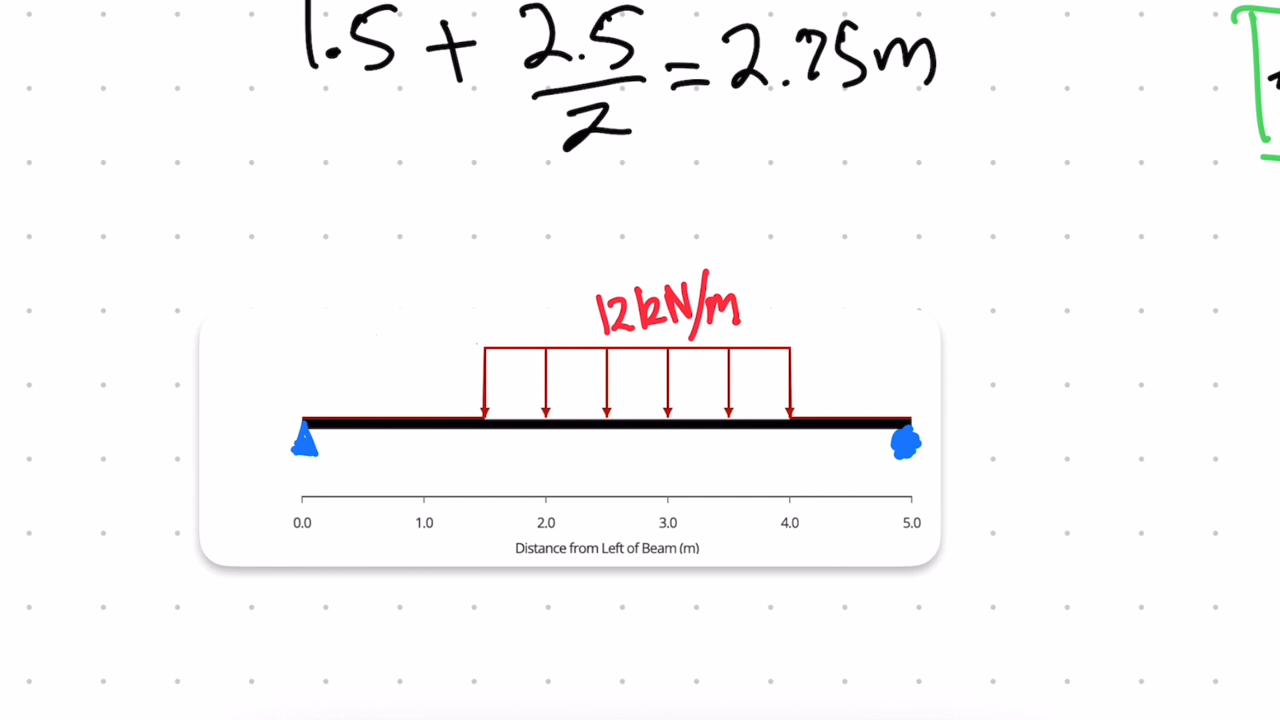 1.5 + 2.5/2 = 2.75m
12kN/m
0.0 1.0 2.0 3.0 4.0 5.0
Distance from Left of Beam (m)